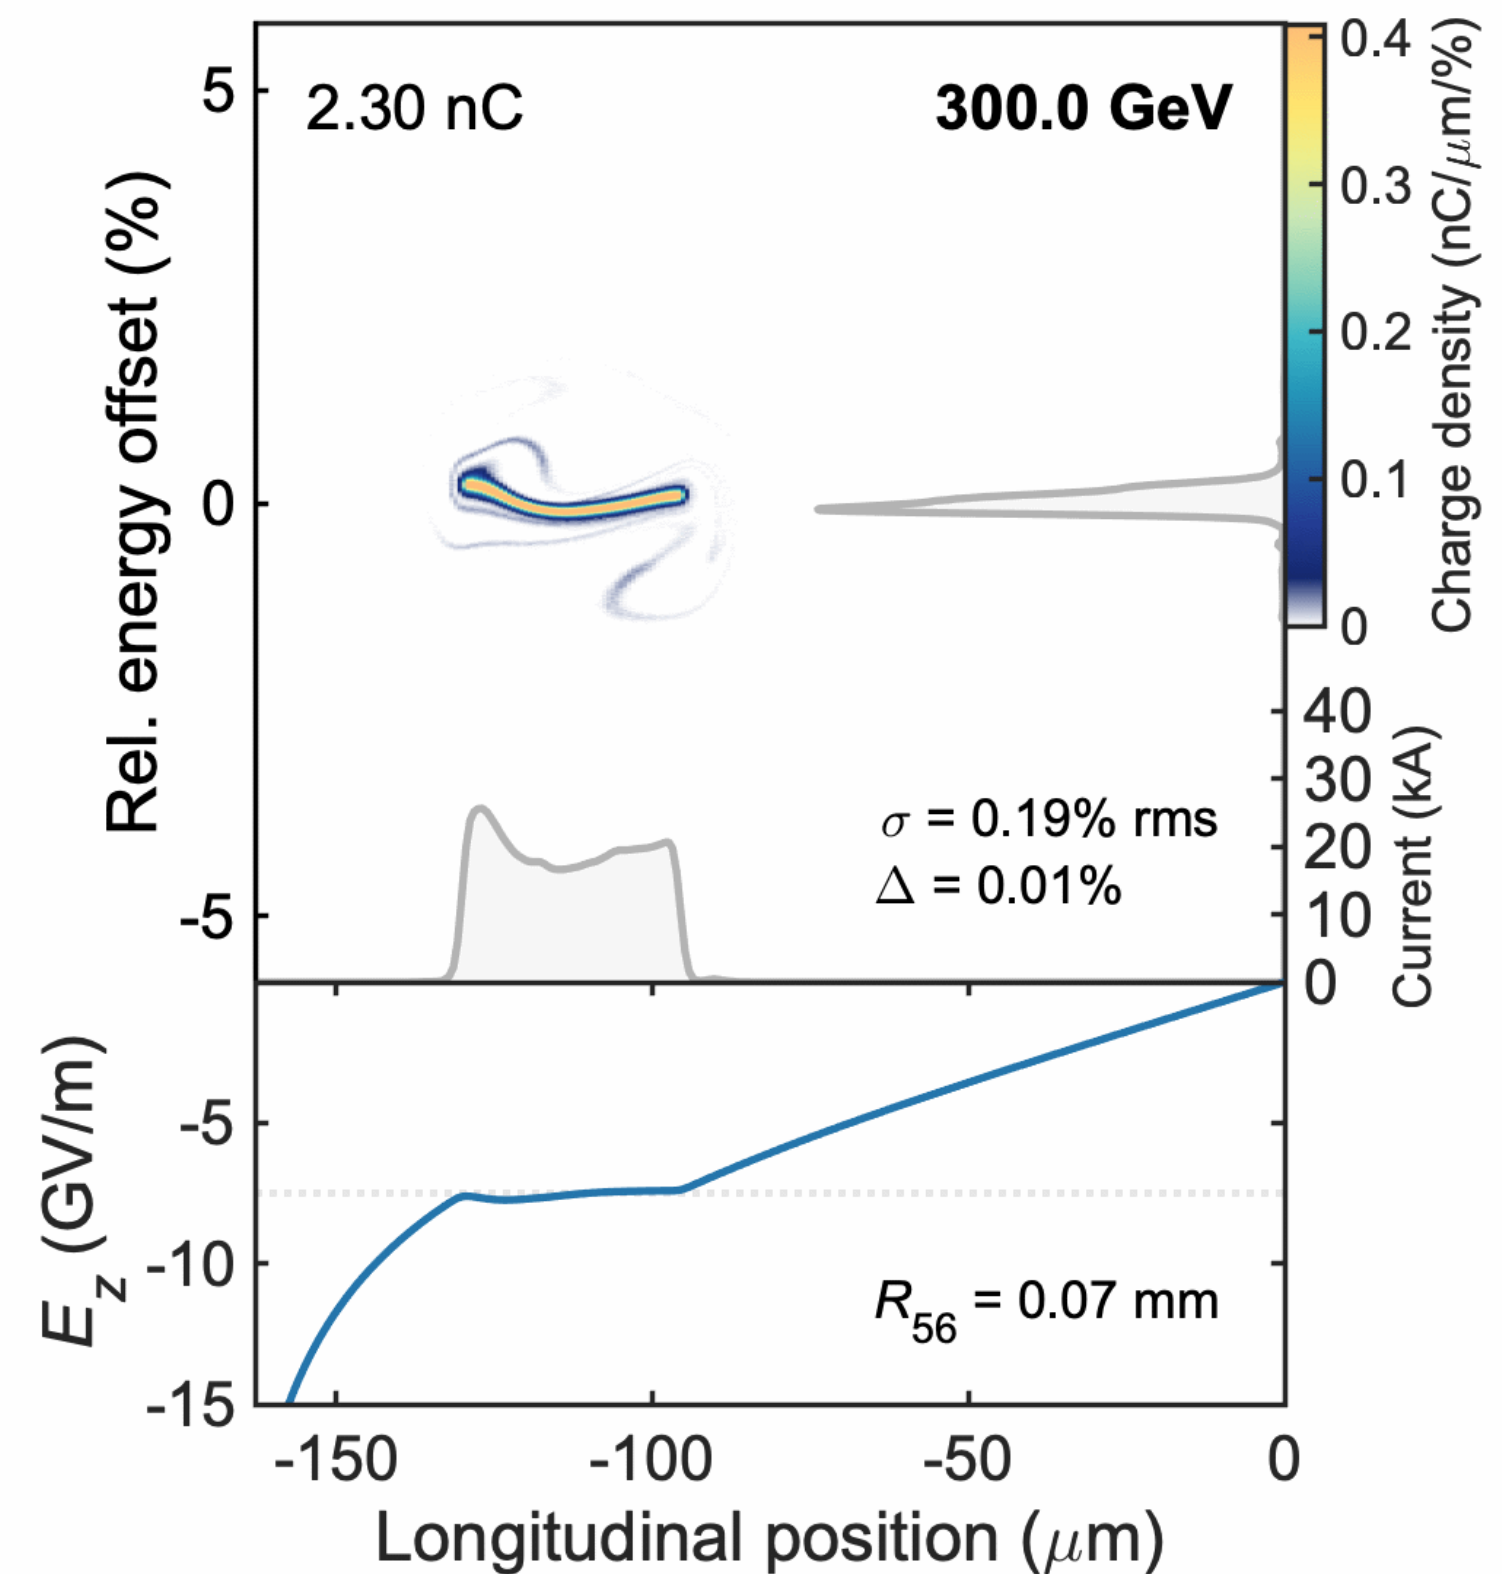 2.30 nC
300.0 GeV
5
0
-5
Rel. energy offset (%)
0.4
0.3
0.2
0.1
0
Charge density (nC/μm/%)
40
30
20
10
0
Current (kA)
σ = 0.19% rms
Δ = 0.01%
-5
-10
-15
E_z (GV/m)
R_56 = 0.07 mm
-150
-100
-50
0
Longitudinal position (μm)